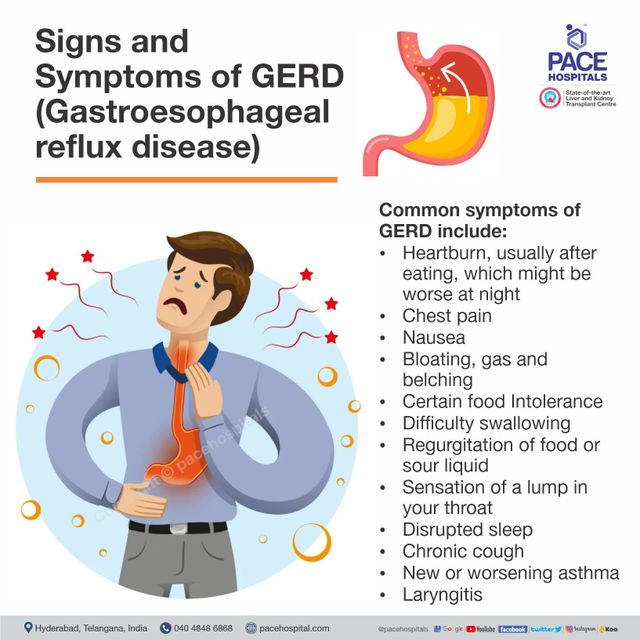 Signs and
Symptoms of GERD
(Gastroesophageal
reflux disease)
PACE
HOSPITALS
State-of-the-art
Liver and Kidney
Transplant Centre
Common symptoms of
GERD include:
• Heartburn, usually after
eating, which might be
worse at night
• Chest pain
• Nausea
• Bloating, gas and
belching
• Certain food Intolerance
• Difficulty swallowing
• Regurgitation of food or
sour liquid
• Sensation of a lump in
your throat
• Disrupted sleep
• Chronic cough
• New or worsening asthma
• Laryngitis
Copyright © pacehospitals
Hyderabad, Telangana, India 040 4848 6868 pacehospital.com
@pacehospitals Google YouTube facebook twitter Instagram Koo